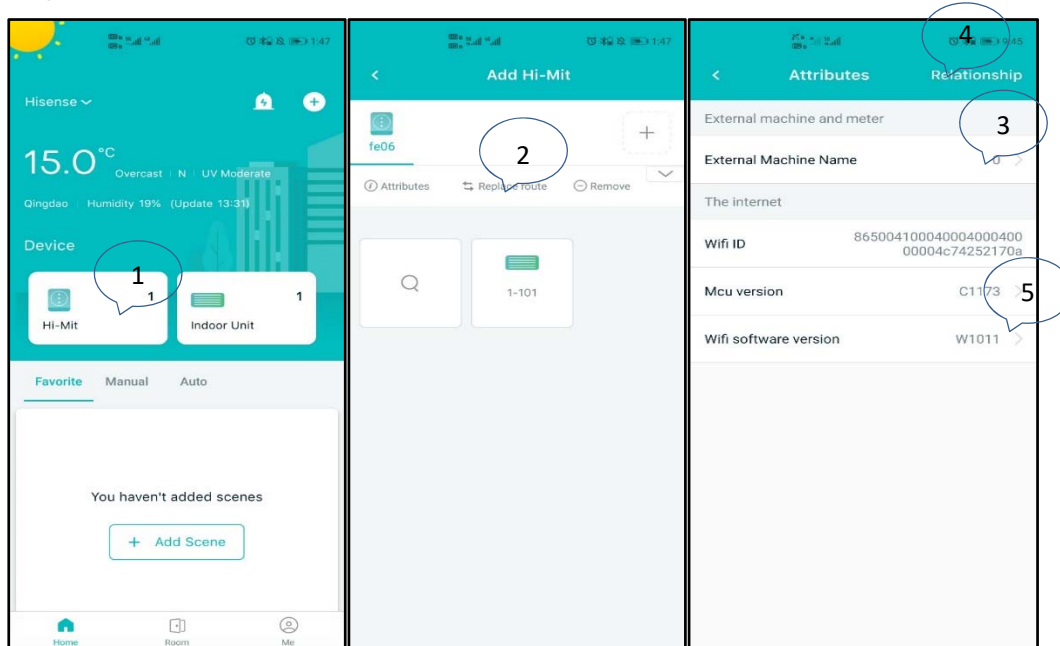 1:47
Hisense
15.0°C
Overcast | N | UV Moderate
Qingdao | Humidity 19% (Update 13:31)
Device
1
1
1
Hi-Mit
Indoor Unit
Favorite Manual Auto
You haven't added scenes
+ Add Scene
Home Room Me
1:47
< Add Hi-Mit
fe06
+
2
Attributes Replace route Remove
1-101
4
9:45
< Attributes Relationship
External machine and meter
3
External Machine Name 0 >
The internet
Wifi ID 865004100040004000400
00004c74252170a
Mcu version C1173 >
5
Wifi software version W1011 >